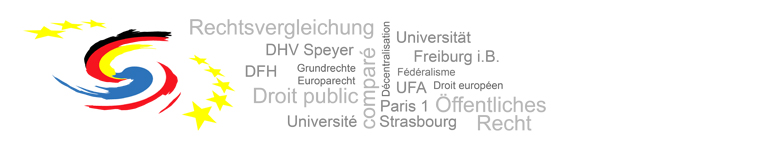 Rechtsvergleichung
DHV Speyer
DFH
Grundrechte
Europarecht
Droit public
Université
comparé
Décentralisation
Universität
Freiburg i.B.
Fédéralisme
UFA
Droit européen
Paris 1
Öffentliches
Strasbourg
Recht